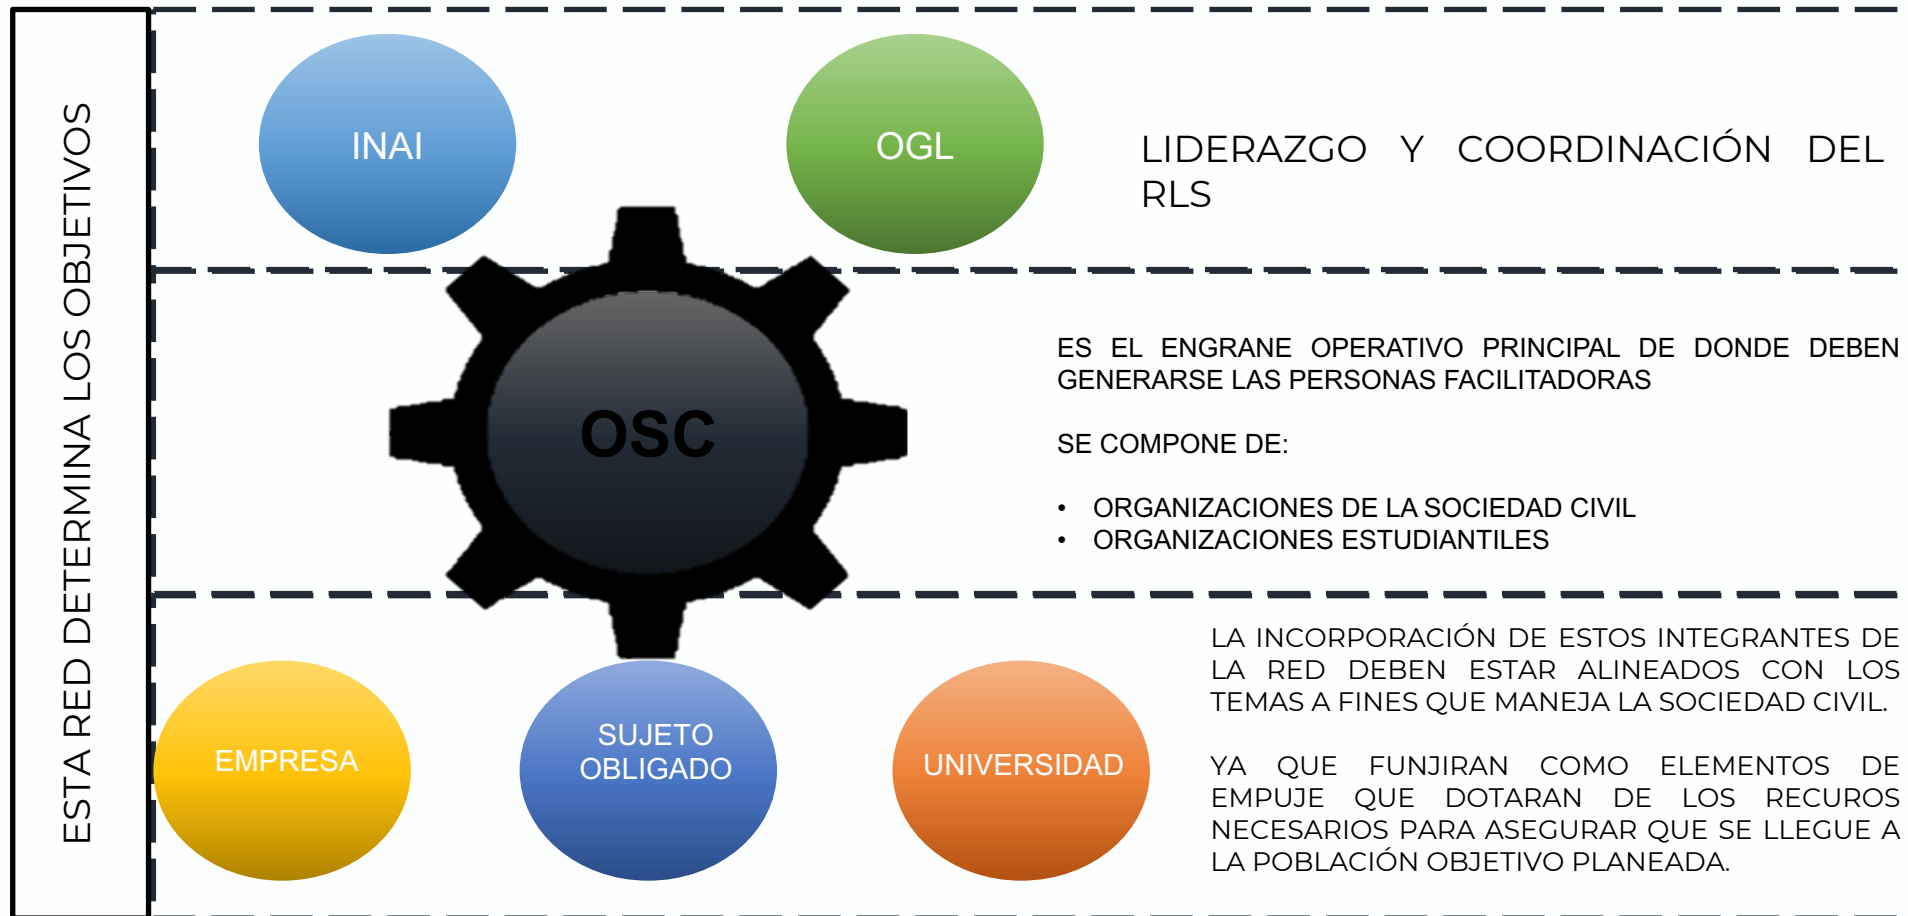 ESTA RED DETERMINA LOS OBJETIVOS
INAI
OGL
LIDERAZGO Y COORDINACIÓN DEL
RLS
OSC
ES EL ENGRANE OPERATIVO PRINCIPAL DE DONDE DEBEN
GENERARSE LAS PERSONAS FACILITADORAS
SE COMPONE DE:
• ORGANIZACIONES DE LA SOCIEDAD CIVIL
• ORGANIZACIONES ESTUDIANTILES
EMPRESA
SUJETO
OBLIGADO
UNIVERSIDAD
LA INCORPORACIÓN DE ESTOS INTEGRANTES DE
LA RED DEBEN ESTAR ALINEADOS CON LOS
TEMAS A FINES QUE MANEJA LA SOCIEDAD CIVIL.
YA QUE FUNJIRAN COMO ELEMENTOS DE
EMPUJE QUE DOTARAN DE LOS RECUROS
NECESARIOS PARA ASEGURAR QUE SE LLEGUE A
LA POBLACIÓN OBJETIVO PLANEADA.